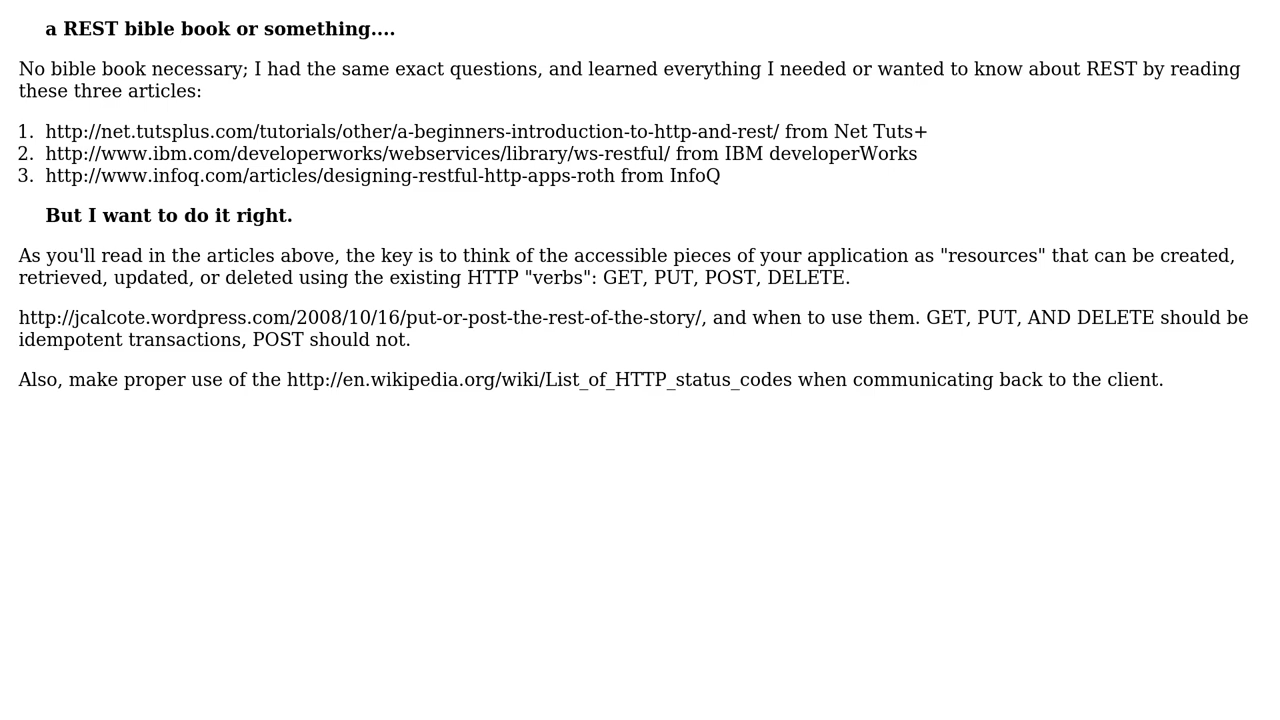 a REST bible book or something....
No bible book necessary; I had the same exact questions, and learned everything I needed or wanted to know about REST by reading
these three articles:
1. http://net.tutsplus.com/tutorials/other/a-beginners-introduction-to-http-and-rest/ from Net Tuts+
2. http://www.ibm.com/developerworks/webservices/library/ws-restful/ from IBM developerWorks
3. http://www.infoq.com/articles/designing-restful-http-apps-roth from InfoQ
But I want to do it right.
As you'll read in the articles above, the key is to think of the accessible pieces of your application as "resources" that can be created,
retrieved, updated, or deleted using the existing HTTP "verbs": GET, PUT, POST, DELETE.
http://jcalcote.wordpress.com/2008/10/16/put-or-post-the-rest-of-the-story/, and when to use them. GET, PUT, AND DELETE should be
idempotent transactions, POST should not.
Also, make proper use of the http://en.wikipedia.org/wiki/List_of_HTTP_status_codes when communicating back to the client.